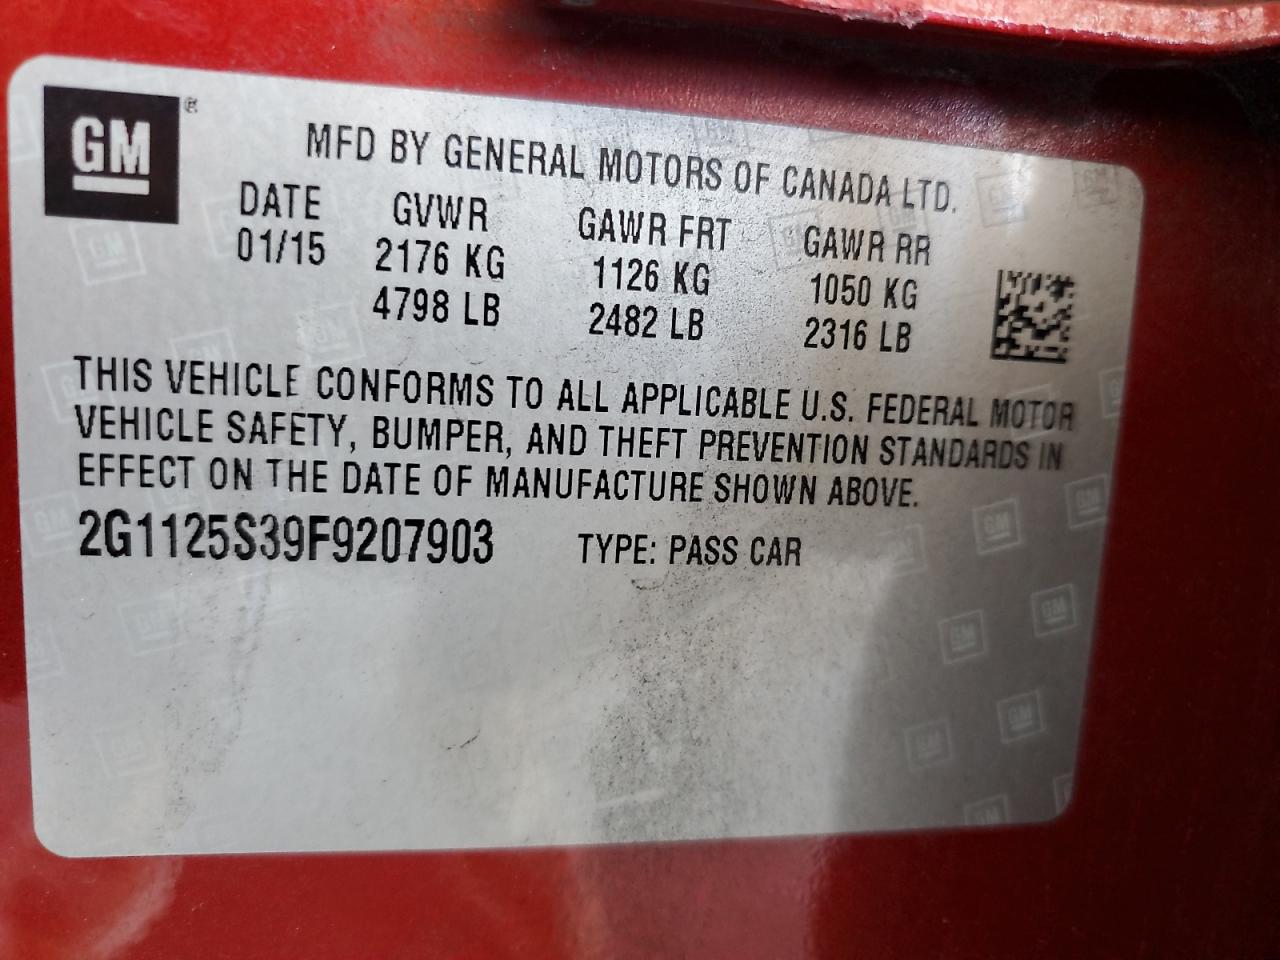 GM®
MFD BY GENERAL MOTORS OF CANADA LTD.
DATE GVWR GAWR FRT GAWR RR
01/15 2176 KG 1126 KG 1050 KG
4798 LB 2482 LB 2316 LB
THIS VEHICLE CONFORMS TO ALL APPLICABLE U.S. FEDERAL MOTOR
VEHICLE SAFETY, BUMPER, AND THEFT PREVENTION STANDARDS IN
EFFECT ON THE DATE OF MANUFACTURE SHOWN ABOVE.
2G1125S39F9207903 TYPE: PASS CAR